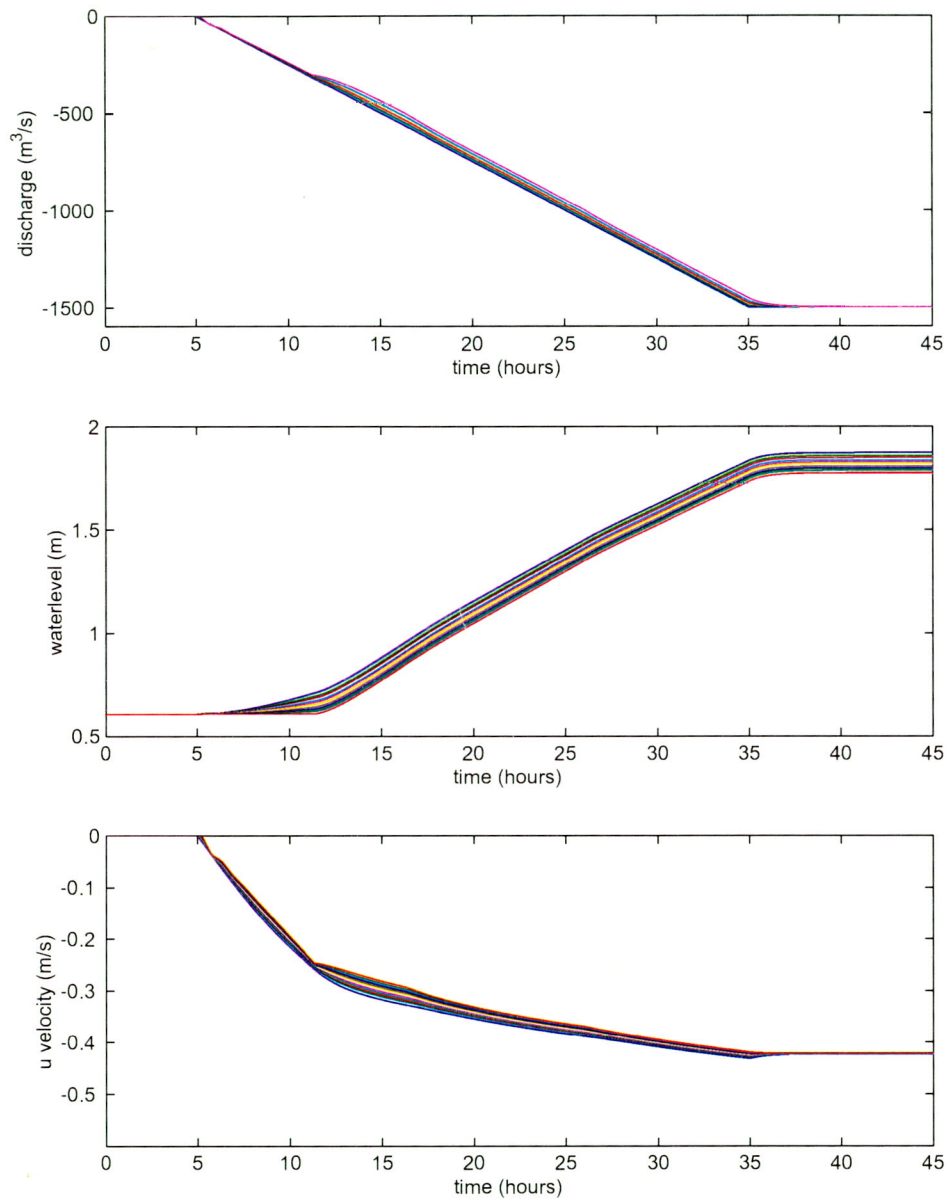 0
-500
-1000
-1500
discharge (m³/s)
0 5 10 15 20 25 30 35 40 45
time (hours)
2
1.5
1
0.5
waterlevel (m)
0 5 10 15 20 25 30 35 40 45
time (hours)
0
-0.1
-0.2
-0.3
-0.4
-0.5
u velocity (m/s)
0 5 10 15 20 25 30 35 40 45
time (hours)